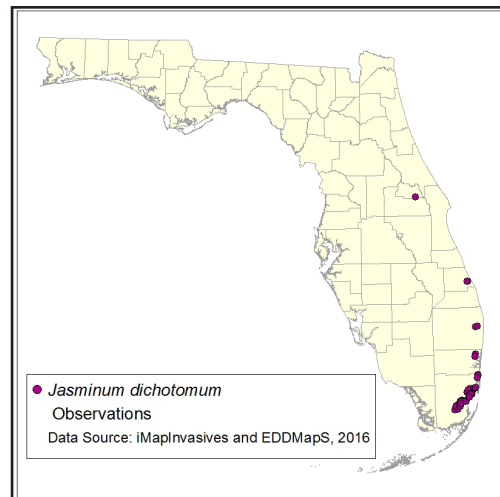 Jasminum dichotomum
Observations
Data Source: iMapInvasives and EDDMapS, 2016